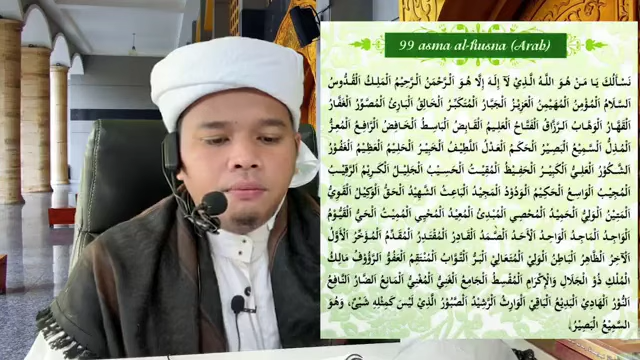 99 asma al-husna (Arab)
نَسْأَلُكَ يَا مَنْ هُوَ اللهُ الَّذِيْ لَآ إِلٰهَ إِلَّا هُوَ الرَّحْمٰنُ الرَّحِيْمُ الْمَلِكُ الْقُدُّوْسُ
السَّلَامُ الْمُؤْمِنُ الْمُهَيْمِنُ الْعَزِيْزُ الْجَبَّارُ الْمُتَكَبِّرُ الْخَالِقُ الْبَارِئُ الْمُصَوِّرُ الْغَفَّارُ
الْقَهَّارُ الْوَهَّابُ الرَّزَّاقُ الْفَتَّاحُ الْعَلِيْمُ الْقَابِضُ الْبَاسِطُ الْخَافِضُ الرَّافِعُ الْمُعِزُّ
الْمُذِلُّ السَّمِيْعُ الْبَصِيْرُ الْحَكَمُ الْعَدْلُ اللَّطِيْفُ الْخَبِيْرُ الْحَلِيْمُ الْعَظِيْمُ الْغَفُوْرُ
الشَّكُوْرُ الْعَلِيُّ الْكَبِيْرُ الْحَفِيْظُ الْمُقِيْتُ الْحَسِيْبُ الْجَلِيْلُ الْكَرِيْمُ الرَّقِيْبُ
الْمُجِيْبُ الْوَاسِعُ الْحَكِيْمُ الْوَدُوْدُ الْمَجِيْدُ الْبَاعِثُ الشَّهِيْدُ الْحَقُّ الْوَكِيْلُ الْقَوِيُّ
الْمَتِيْنُ الْوَلِيُّ الْحَمِيْدُ الْمُحْصِي الْمُبْدِئُ الْمُعِيْدُ الْمُحْيِي الْمُمِيْتُ الْحَيُّ الْقَيُّوْمُ
الْوَاجِدُ الْمَاجِدُ الْوَاحِدُ الْأَحَدُ الصَّمَدُ الْقَادِرُ الْمُقْتَدِرُ الْمُقَدِّمُ الْمُؤَخِّرُ الْأَوَّلُ
الْآخِرُ الظَّاهِرُ الْبَاطِنُ الْوَلِيُّ الْمُتَعَالِيْ الْبَرُّ التَّوَّابُ الْمُنْتَقِمُ الْعَفُوُّ الرَّؤُوْفُ مَالِكُ
الْمُلْكِ ذُو الْجَلَالِ وَالْإِكْرَامِ الْمُقْسِطُ الْجَامِعُ الْغَنِيُّ الْمُغْنِيُّ الْمَانِعُ الضَّارُّ النَّافِعُ
النُّوْرُ الْهَادِيْ الْبَدِيْعُ الْبَاقِيْ الْوَارِثُ الرَّشِيْدُ الصَّبُوْرُ الَّذِيْ لَيْسَ كَمِثْلِهِ شَيْئٌ، وَهُوَ
السَّمِيْعُ الْبَصِيْرُ،